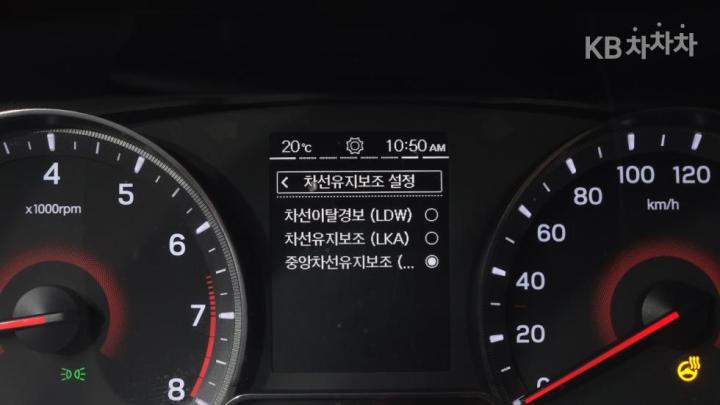 KB차차차
20℃
10:50AM
차선유지보조 설정
차선이탈경보 (LDW)
차선유지보조 (LKA)
중앙차선유지보조 (...
4
5
6
7
8
x1000rpm
0
20
40
60
80
100
120
km/h